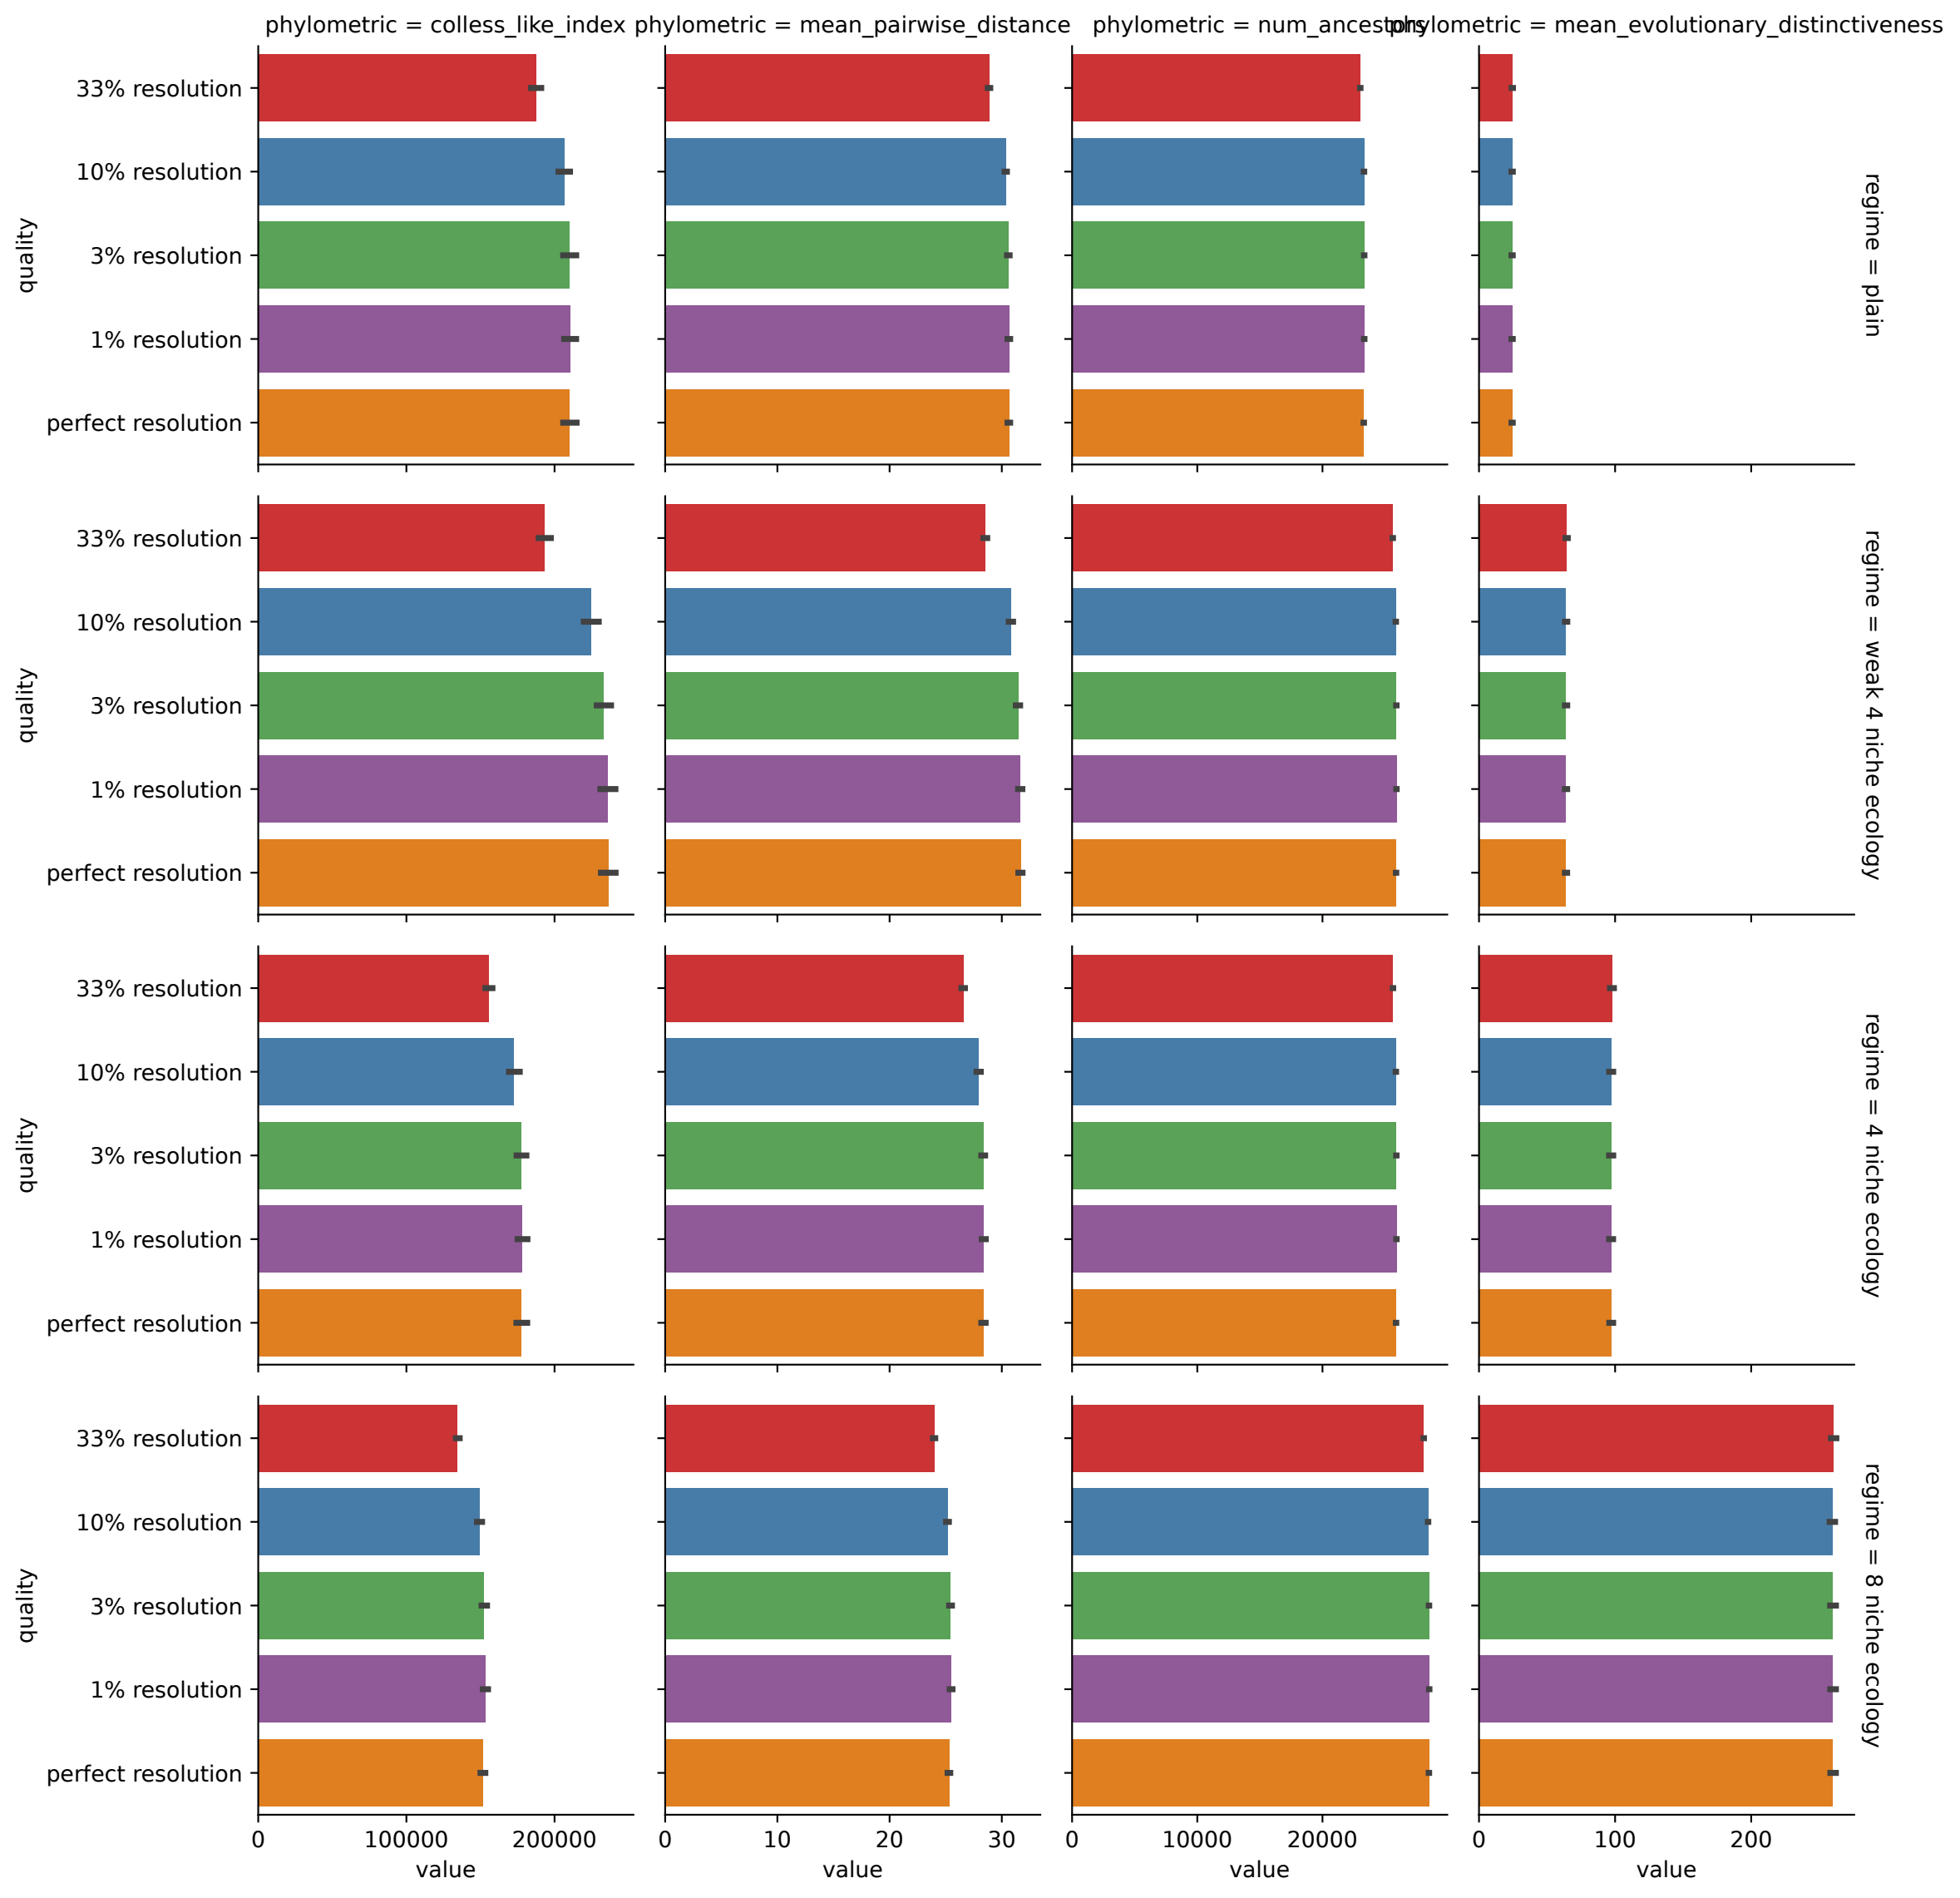 phylometric = colless_like_index
phylometric = mean_pairwise_distance
phylometric = num_ancestors
phylometric = mean_evolutionary_distinctiveness
quality
33% resolution
10% resolution
3% resolution
1% resolution
perfect resolution
regime = plain
quality
33% resolution
10% resolution
3% resolution
1% resolution
perfect resolution
regime = weak 4 niche ecology
quality
33% resolution
10% resolution
3% resolution
1% resolution
perfect resolution
regime = 4 niche ecology
quality
33% resolution
10% resolution
3% resolution
1% resolution
perfect resolution
regime = 8 niche ecology
0 100000 200000
0 10 20 30
0 10000 20000
0 100 200
value
value
value
value